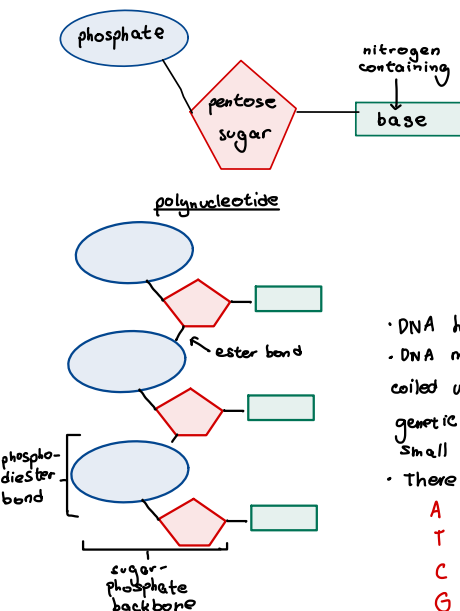 phosphate
nitrogen
containing
pentose
sugar
base
polynucleotide
ester bond
phospho-
diester
bond
sugar-
phosphate
backbone
· DNA
· DNA
coiled
genetic
small
· There
A
T
C
G